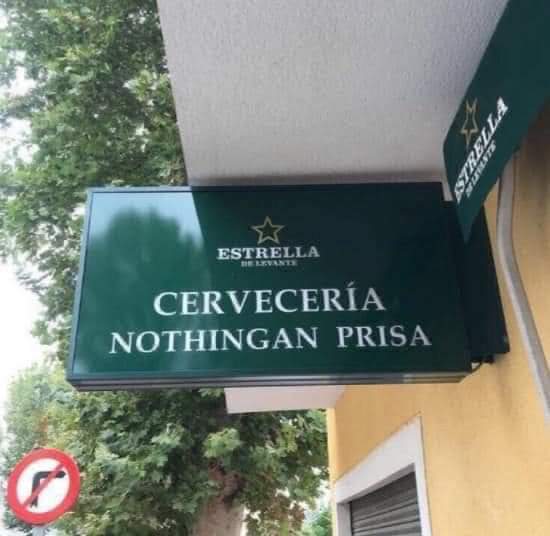 ESTRELLA
DE LEVANTE
CERVECERÍA
NOTHINGAN PRISA
ESTRELLA
DE LEVANTE